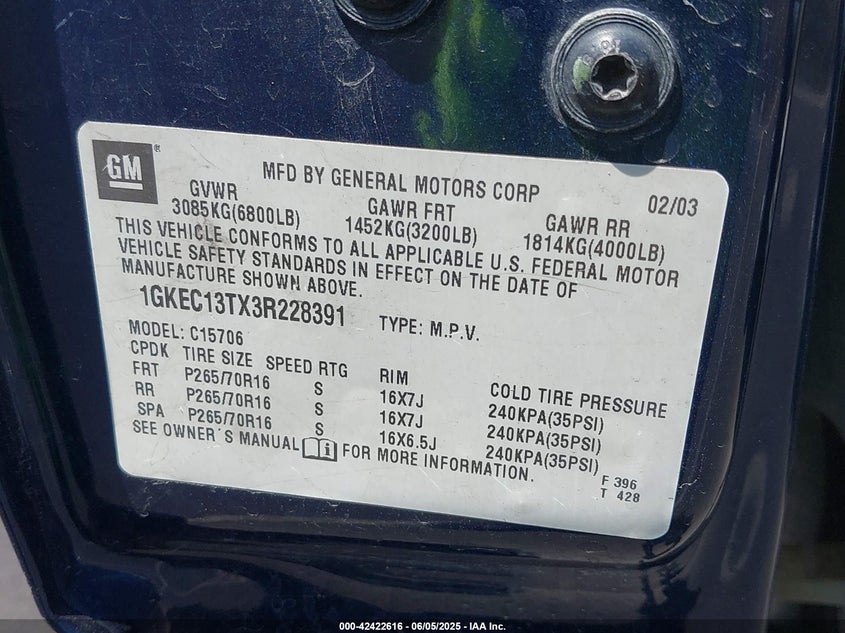 GM
MFD BY GENERAL MOTORS CORP 02/03
GVWR GAWR FRT GAWR RR
3085KG(6800LB) 1452KG(3200LB) 1814KG(4000LB)
THIS VEHICLE CONFORMS TO ALL APPLICABLE U.S. FEDERAL MOTOR
VEHICLE SAFETY STANDARDS IN EFFECT ON THE DATE OF
MANUFACTURE SHOWN ABOVE.
1GKEC13TX3R228391 TYPE: M.P.V.
MODEL: C15706
CPDK TIRE SIZE SPEED RTG RIM COLD TIRE PRESSURE
FRT P265/70R16 S 16X7J 240KPA(35PSI)
RR P265/70R16 S 16X7J 240KPA(35PSI)
SPA P265/70R16 S 16X6.5J 240KPA(35PSI)
SEE OWNER'S MANUAL FOR MORE INFORMATION.
F 396
T 428
000-42422616 - 06/05/2025 - IAA Inc.